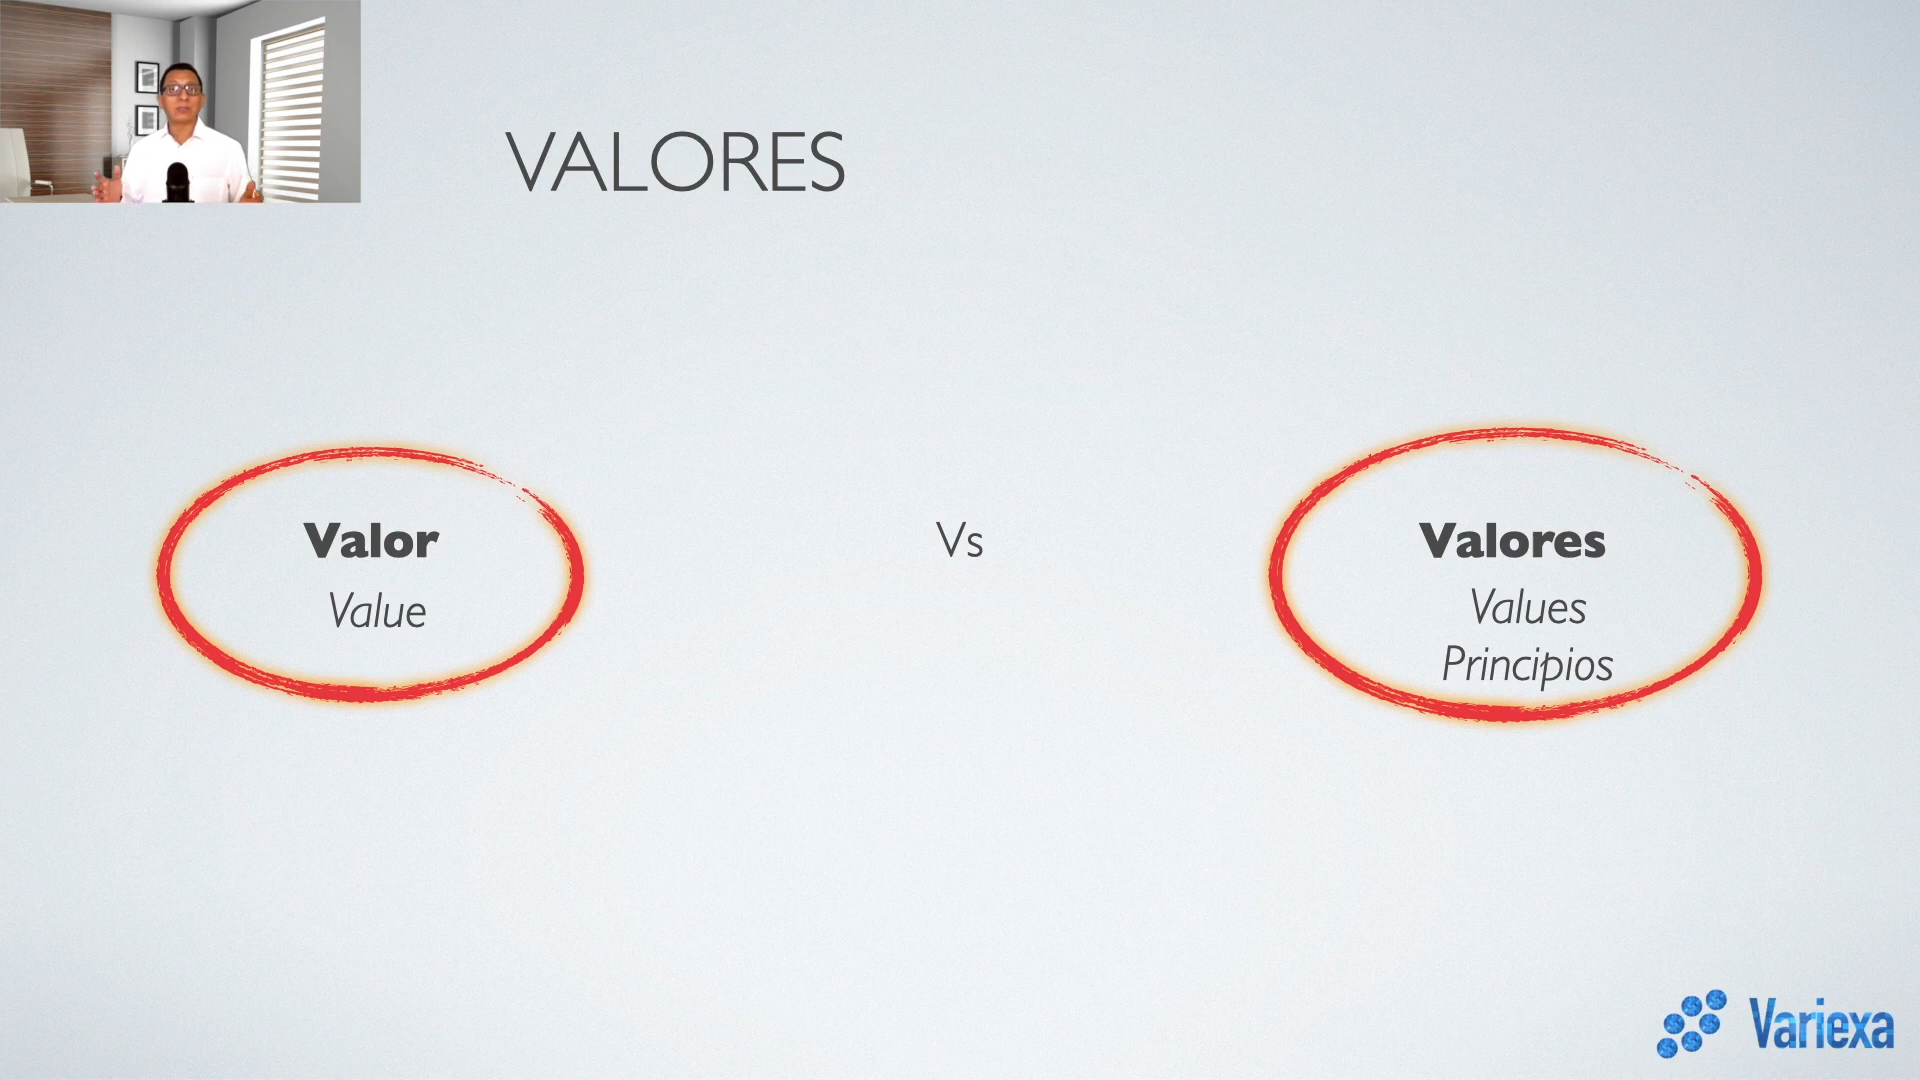 VALORES
Valor
Value
Vs
Valores
Values
Principios
Variexa